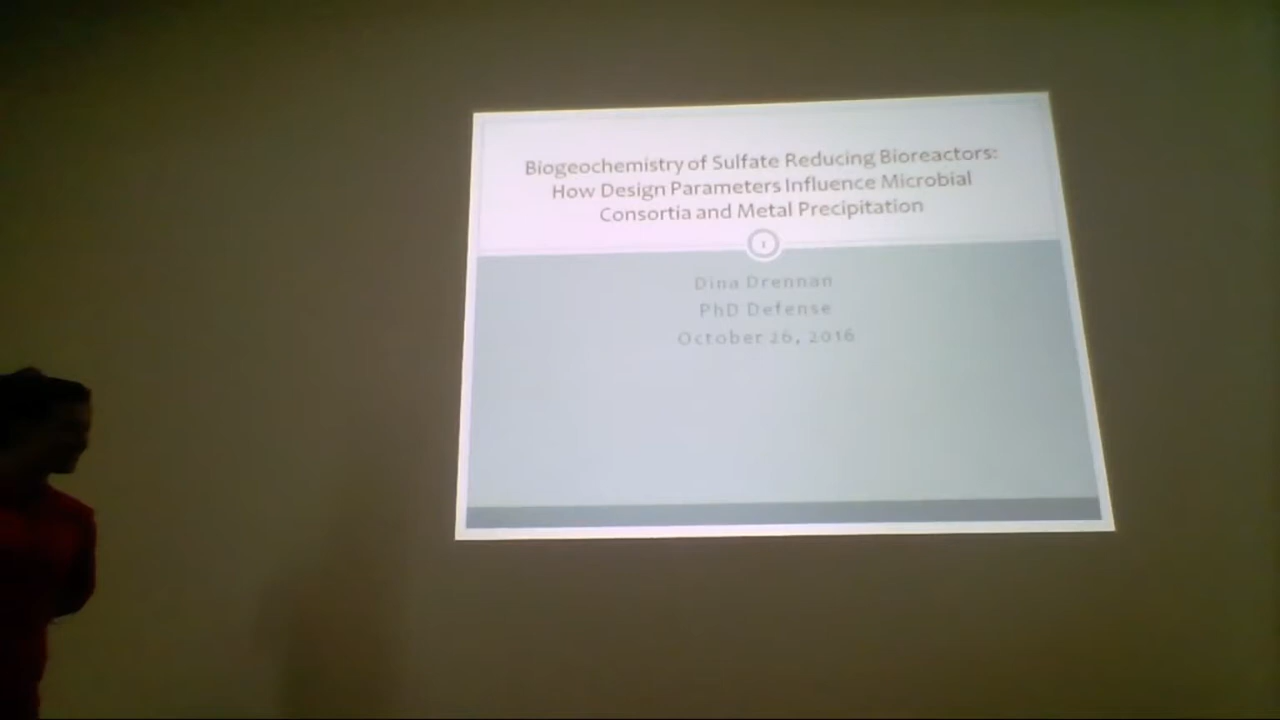 Biogeochemistry of Sulfate Reducing Bioreactors:
How Design Parameters Influence Microbial
Consortia and Metal Precipitation
1
Dina Drennan
PhD Defense
October 26, 2016